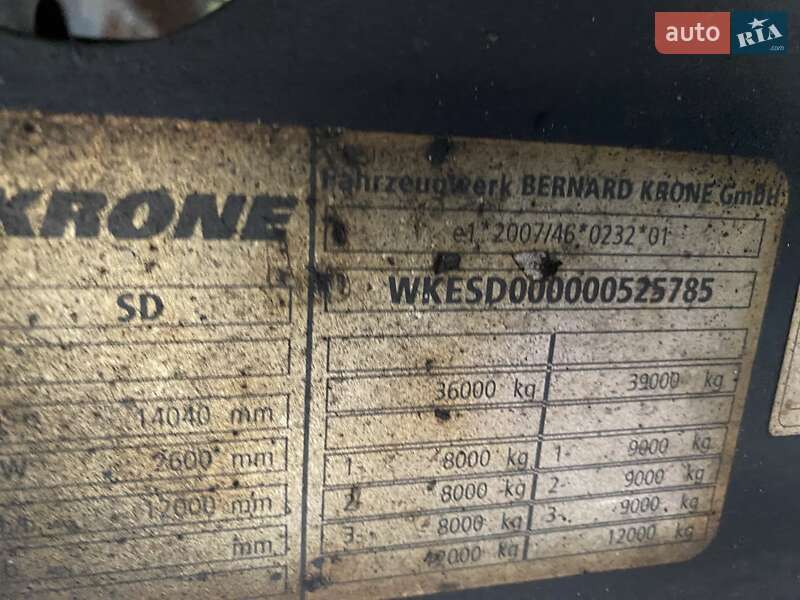 auto RIA .com
KRONE
SD
14040 mm
W 2600 mm
12000 mm
mm
Fahrzeugwerk BERNARD KRONE GmbH
e1*2007/46*0232*01
WKESD000000525785
36000 kg 39000 kg
1- 8000 kg 1- 9000 kg
2- 8000 kg 2- 9000 kg
3- 8000 kg 3- 9000 kg
kg 12000 kg